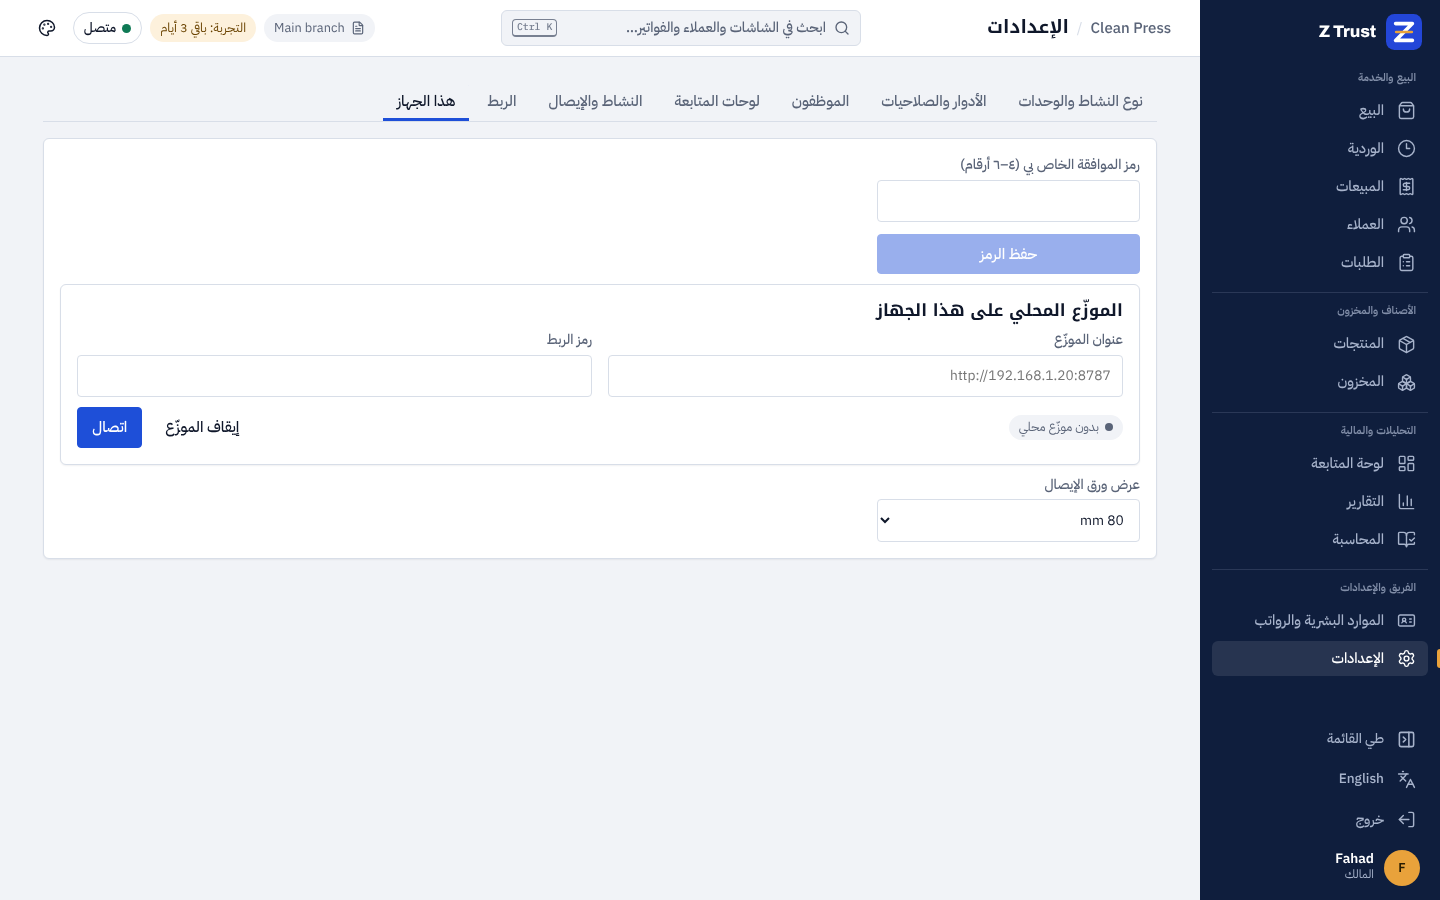 Z Trust
البيع والخدمة
البيع
الوردية
المبيعات
العملاء
الطلبات
الأصناف والمخزون
المنتجات
المخزون
التحليلات والمالية
لوحة المتابعة
التقارير
المحاسبة
الفريق والإعدادات
الموارد البشرية والرواتب
الإعدادات
طي القائمة
English
خروج
Fahad
المالك
F
Clean Press / الإعدادات
ابحث في الشاشات والعملاء والفواتير... Ctrl K
Main branch
التجربة: باقي 3 أيام
متصل
نوع النشاط والوحدات
الأدوار والصلاحيات
الموظفون
لوحات المتابعة
النشاط والإيصال
الربط
هذا الجهاز
رمز الموافقة الخاص بي (٤–٦ أرقام)
حفظ الرمز
الموزّع المحلي على هذا الجهاز
عنوان الموزّع
رمز الربط
http://192.168.1.20:8787
بدون موزّع محلي
إيقاف الموزّع
اتصال
عرض ورق الإيصال
80 mm